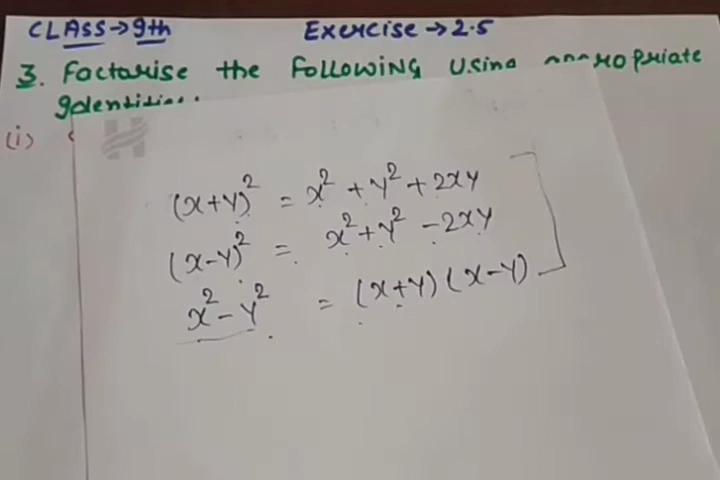 CLASS→9th Exercise→2.5
3. Factorise the Following Using
(i)
(x+y)² = x² + y² + 2xy
(x-y)² = x² + y² - 2xy
x² - y² = (x+y)(x-y)